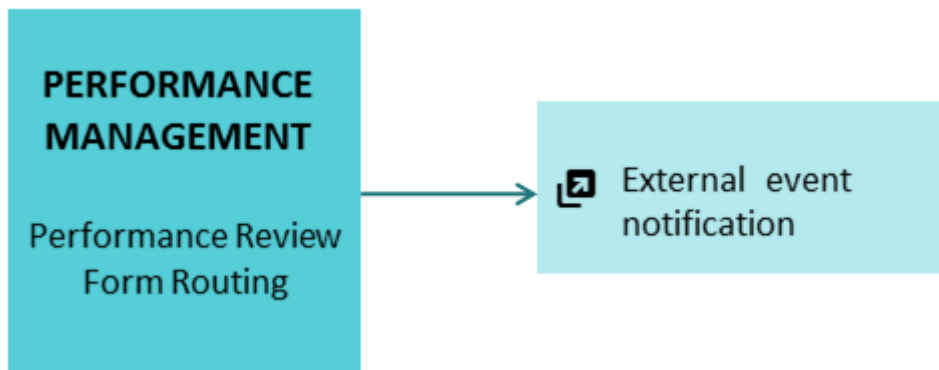 PERFORMANCE
MANAGEMENT
Performance Review
Form Routing
External event
notification